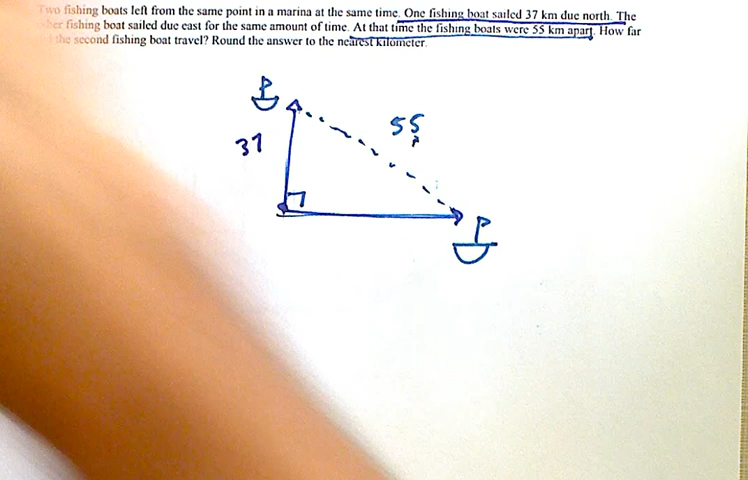 Two fishing boats left from the same point in a marina at the same time. One fishing boat sailed 37 km due north. The
fishing boat sailed due east for the same amount of time. At that time the fishing boats were 55 km apart. How far
the second fishing boat travel? Round the answer to the nearest kilometer.
55
37